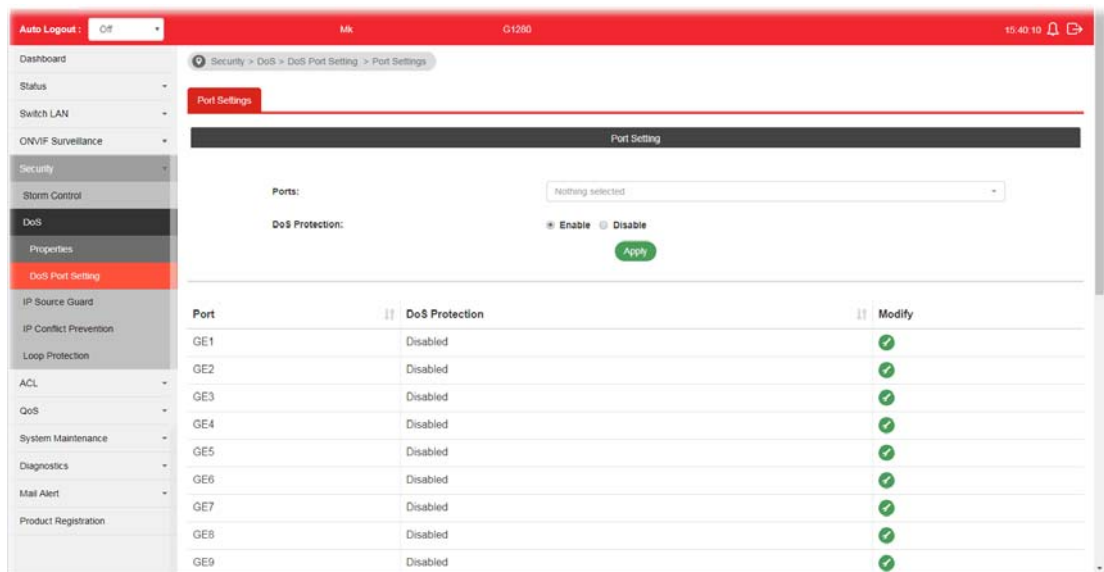 Auto Logout : Off Mk G1280 15:40:10
Dashboard
Status
Switch LAN
ONVIF Surveillance
Security
Storm Control
DoS
Properties
DoS Port Setting
IP Source Guard
IP Conflict Prevention
Loop Protection
ACL
QoS
System Maintenance
Diagnostics
Mail Alert
Product Registration
Security > DoS > DoS Port Setting > Port Settings
Port Settings
Port Setting
Ports: Nothing selected
DoS Protection: Enable Disable
Apply
Port DoS Protection Modify
GE1 Disabled
GE2 Disabled
GE3 Disabled
GE4 Disabled
GE5 Disabled
GE6 Disabled
GE7 Disabled
GE8 Disabled
GE9 Disabled